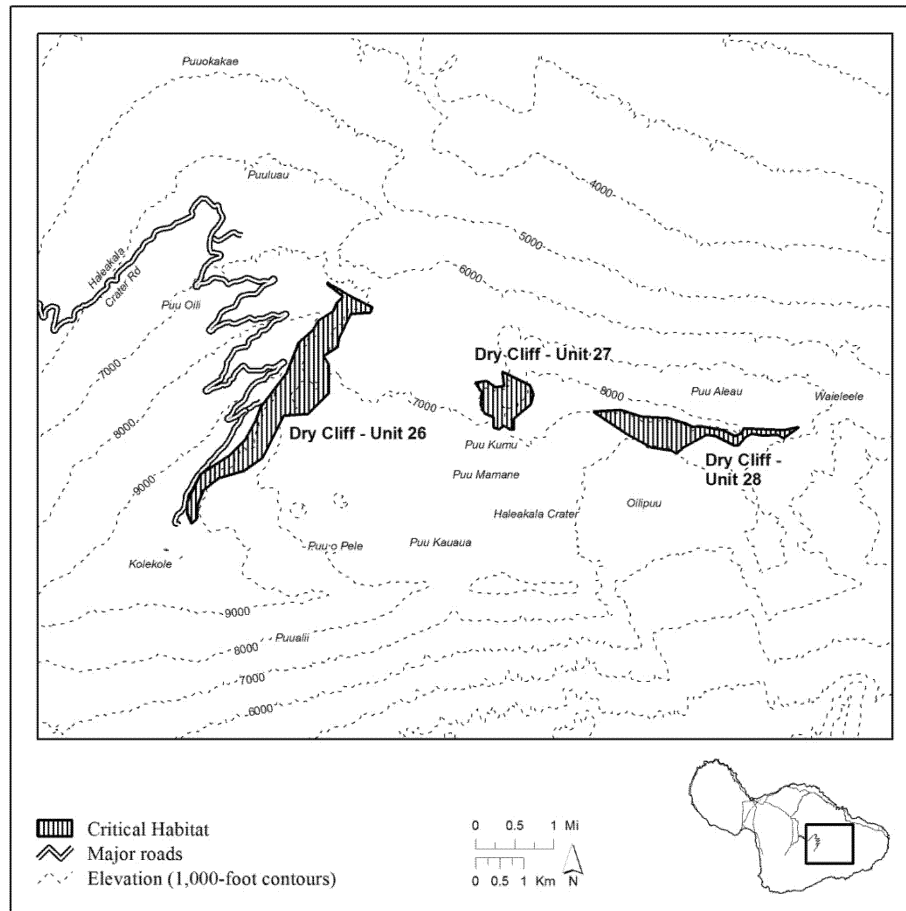 Puuokakae
Puuluau
4000
Haleakala
Crater Rd
5000
6000
Puu Oili
7000
8000
9000
Dry Cliff - Unit 27
Dry Cliff - Unit 26
7000
8000
Puu Aleau
Waieleele
Puu Kumu
Puu Mamane
Dry Cliff -
Unit 28
Haleakala Crater
Oilipuu
Puu o Pele
Puu Kauaua
Kolekole
9000
Puualii
8000
7000
6000
Critical Habitat
Major roads
Elevation (1,000-foot contours)
0 0.5 1 Mi
0 0.5 1 Km
N